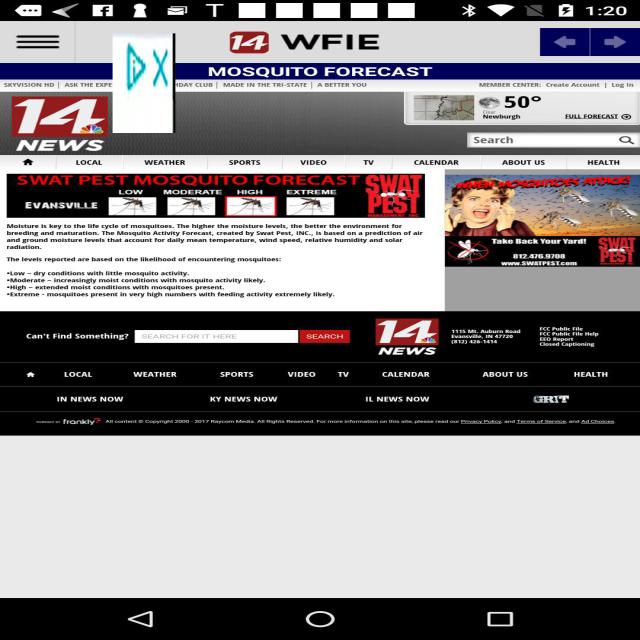 1:20
14 WFIE
MOSQUITO FORECAST
SKYVISION HD | ASK THE EXPE
HDAY CLUB | MADE IN THE TRI-STATE | A BETTER YOU
MEMBER CENTER: Create Account | Log In
14
NEWS
50°
Clear
Newburgh
FULL FORECAST
Search
LOCAL WEATHER SPORTS VIDEO TV CALENDAR ABOUT US HEALTH
SWAT PEST MOSQUITO FORECAST
LOW MODERATE HIGH EXTREME
EVANSVILLE
SWAT
PEST
WHEN MOSQUITOES ATTACK!
Take Back Your Yard!
812.476.9708
www.SWATPEST.com
SWAT
PEST
Moisture is key to the life cycle of mosquitoes. The higher the moisture levels, the better the environment for
breeding and maturation. The Mosquito Activity Forecast, created by Swat Pest, INC., is based on a prediction of air
and ground moisture levels that account for daily mean temperature, wind speed, relative humidity and solar
radiation.
The levels reported are based on the likelihood of encountering mosquitoes:
•Low – dry conditions with little mosquito activity.
•Moderate – increasingly moist conditions with mosquito activity likely.
•High – extended moist conditions with mosquitoes present.
•Extreme - mosquitoes present in very high numbers with feeding activity extremely likely.
Can't Find Something?
SEARCH FOR IT HERE
SEARCH
14
NEWS
1115 Mt. Auburn Road
Evansville, IN 47720
(812) 426-1414
FCC Public File
FCC Public File Help
EEO Report
Closed Captioning
LOCAL WEATHER SPORTS VIDEO TV CALENDAR ABOUT US HEALTH
IN NEWS NOW KY NEWS NOW IL NEWS NOW GRIT
POWERED BY frankly All content © Copyright 2000 - 2017 Raycom Media. All Rights Reserved. For more information on this site, please read our Privacy Policy, and Terms of Service, and Ad Choices.